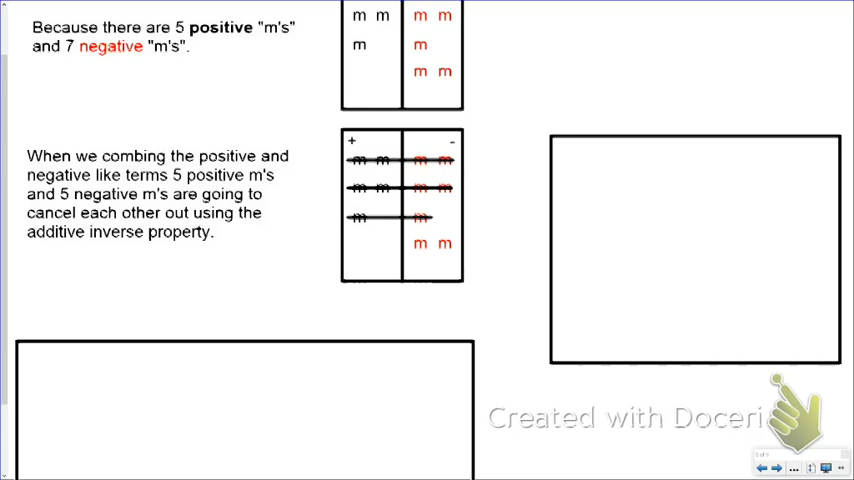 Because there are 5 positive "m's"
and 7 negative "m's".
m m m m
m m
m m
When we combing the positive and
negative like terms 5 positive m's
and 5 negative m's are going to
cancel each other out using the
additive inverse property.
+ -
m m m m
m m m m
m m
m m
Created with Doceri